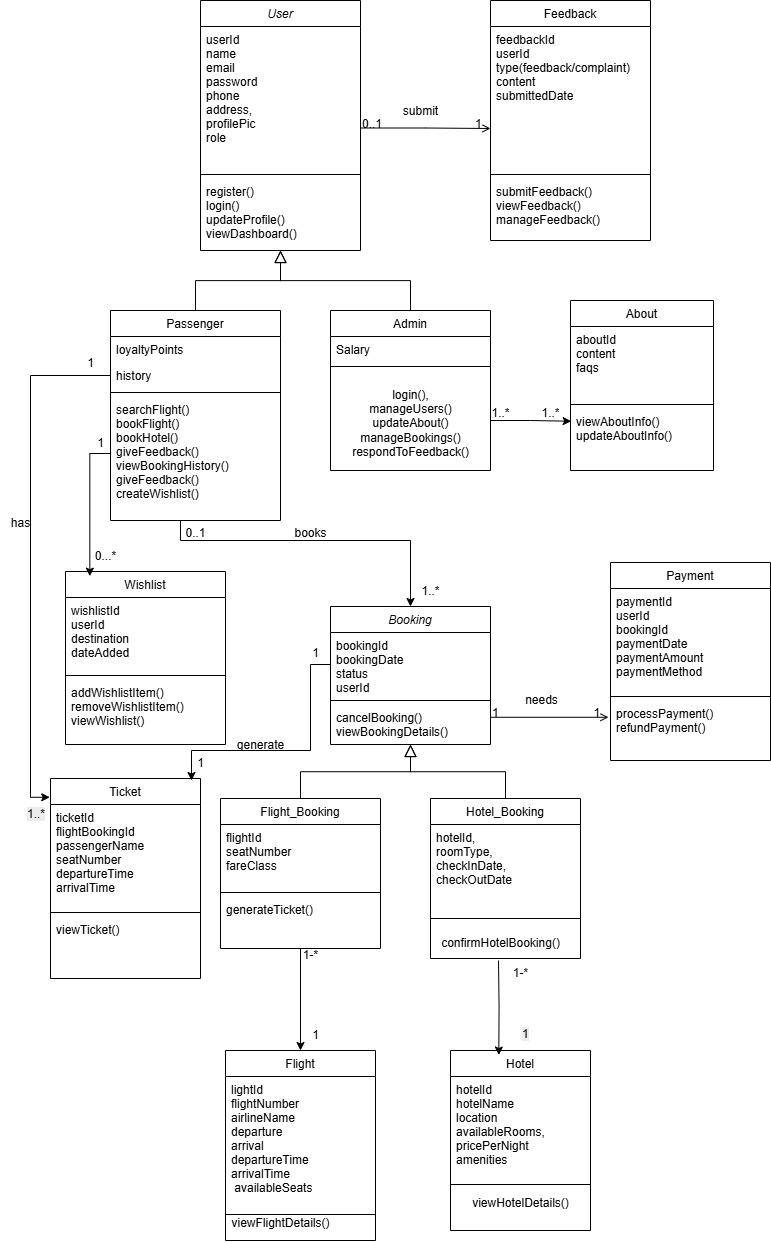 User
userId
name
email
password
phone
address,
profilePic
role
register()
login()
updateProfile()
viewDashboard()
submit
0..1
1
Feedback
feedbackId
userId
type(feedback/complaint)
content
submittedDate
submitFeedback()
viewFeedback()
manageFeedback()
Passenger
loyaltyPoints
history
searchFlight()
bookFlight()
bookHotel()
giveFeedback()
viewBookingHistory()
giveFeedback()
createWishlist()
Admin
Salary
login(),
manageUsers()
updateAbout()
manageBookings()
respondToFeedback()
1..*
1..*
About
aboutId
content
faqs
viewAboutInfo()
updateAboutInfo()
1
1
has
0...*
0..1
books
1..*
Wishlist
wishlistId
userId
destination
dateAdded
addWishlistItem()
removeWishlistItem()
viewWishlist()
Booking
bookingId
bookingDate
status
userId
cancelBooking()
viewBookingDetails()
1
needs
1
Payment
paymentId
userId
bookingId
paymentDate
paymentAmount
paymentMethod
processPayment()
refundPayment()
1
generate
1
1..*
Ticket
ticketId
flightBookingId
passengerName
seatNumber
departureTime
arrivalTime
viewTicket()
Flight_Booking
flightId
seatNumber
fareClass
generateTicket()
Hotel_Booking
hotelId,
roomType,
checkInDate,
checkOutDate
confirmHotelBooking()
1-*
1
1-*
1
Flight
lightId
flightNumber
airlineName
departure
arrival
departureTime
arrivalTime
availableSeats
viewFlightDetails()
Hotel
hotelId
hotelName
location
availableRooms,
pricePerNight
amenities
viewHotelDetails()